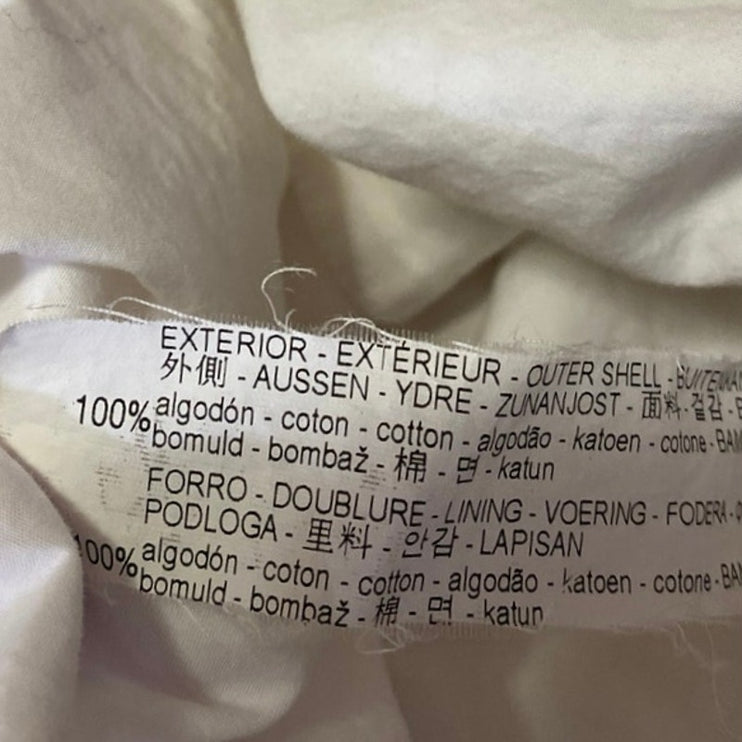 EXTERIOR - EXTÉRIEUR - OUTER SHELL -
外側 - AUSSEN - YDRE - ZUNANJOST - 面料 - 겉감 -
100% algodón - coton - cotton - algodão - katoen - cotone -
bomuld - bombaž - 棉 - 면 - katun
FORRO - DOUBLURE - LINING - VOERING - FODERA -
PODLOGA - 里料 - 안감 - LAPISAN
100% algodón - coton - cotton - algodão - katoen - cotone -
bomuld - bombaž - 棉 - 면 - katun